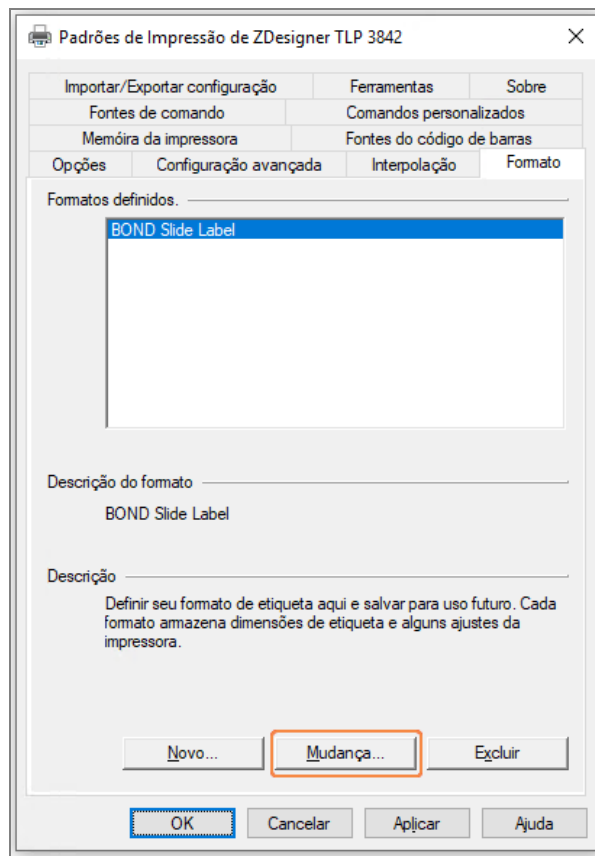 Padrões de Impressão de ZDesigner TLP 3842
Importar/Exportar configuração Ferramentas Sobre
Fontes de comando Comandos personalizados
Memóira da impressora Fontes do código de barras
Opções Configuração avançada Interpolação Formato
Formatos definidos.
BOND Slide Label
Descrição do formato
BOND Slide Label
Descrição
Definir seu formato de etiqueta aqui e salvar para uso futuro. Cada
formato armazena dimensões de etiqueta e alguns ajustes da
impressora.
Novo... Mudança... Excluir
OK Cancelar Aplicar Ajuda